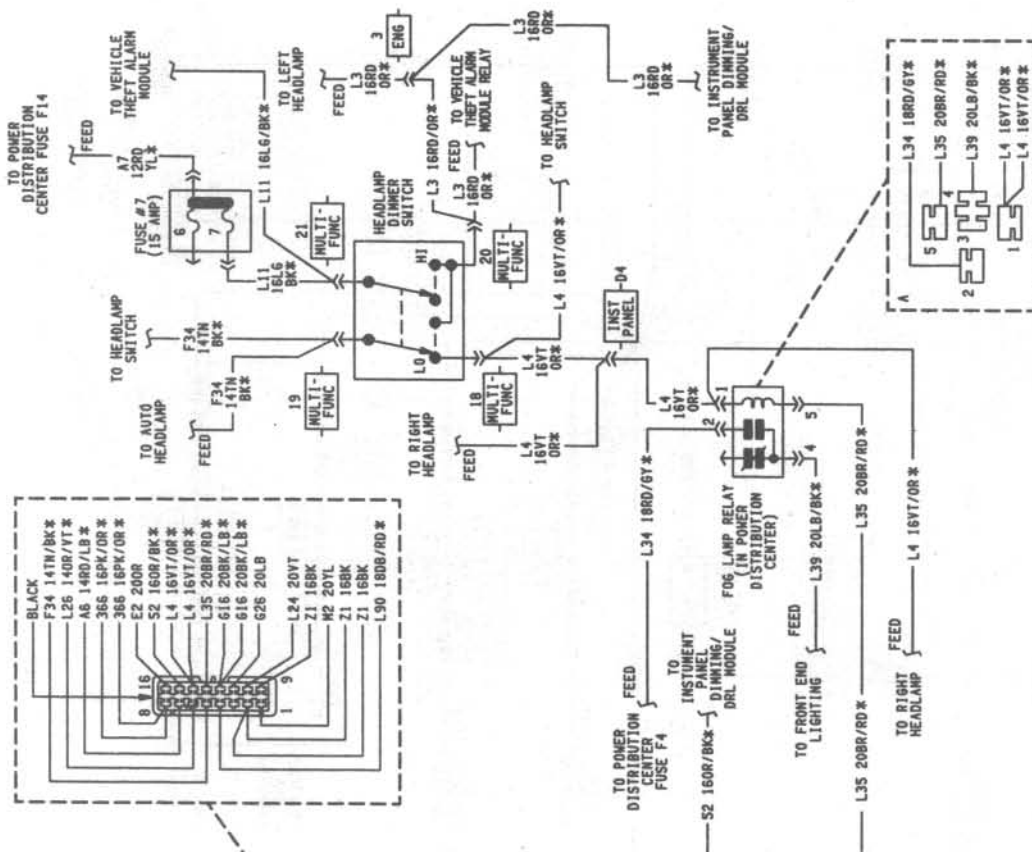 TO POWER
DISTRIBUTION
CENTER FUSE F14
FEED
A7
12RD
YL*
TO VEHICLE
THEFT ALARM
MODULE
FUSE #7
(15 AMP)
6
7
L11 16LG/BK*
L11
16LG
BK*
TO HEADLAMP
SWITCH
F34
14TN
BK*
TO AUTO
HEADLAMP
FEED
F34
14TN
BK*
21
MULTI-
FUNC
19
MULTI-
FUNC
HEADLAMP
DIMMER
SWITCH
HI
LO
20
MULTI-
FUNC
18
MULTI-
FUNC
TO LEFT
HEADLAMP
FEED
L3
16RD
OR*
3
ENG
L3
16RD
OR*
L3
16RD
OR*
TO INSTRUMENT
PANEL DIMMING/
DRL MODULE
L3 16RD/OR*
FEED
TO VEHICLE
THEFT ALARM
MODULE RELAY
L3
16RD
OR*
TO HEADLAMP
SWITCH
L4 16VT/OR*
L4
16VT
OR*
INST
PANEL
D4
TO RIGHT
HEADLAMP
FEED
L4
16VT
OR*
L4
16VT
OR*
1
2
4
5
FOG LAMP RELAY
(IN POWER
DISTRIBUTION
CENTER)
L34 18RD/GY*
FEED
TO POWER
DISTRIBUTION
CENTER
FUSE F4
S2 16OR/BK*
TO
INSTUMENT
PANEL
DIMMING/
DRL MODULE
L39 20LB/BK*
FEED
TO FRONT END
LIGHTING
L35 20BR/RD*
L35 20BR/RD*
L4 16VT/OR*
FEED
TO RIGHT
HEADLAMP
A
L34 18RD/GY*
L35 20BR/RD*
L39 20LB/BK*
L4 16VT/OR*
L4 16VT/OR*
5
4
3
2
1
BLACK
F34 14TN/BK*
L26 14OR/VT*
A6 14RD/LB*
366 16PK/OR*
366 16PK/OR*
E2 20OR
S2 16OR/BK*
L4 16VT/OR*
L4 16VT/OR*
L35 20BR/RD*
G16 20BK/LB*
G16 20BK/LB*
G26 20LB
L24 20VT
Z1 16BK
M2 20YL
Z1 16BK
Z1 16BK
L90 18DB/RD*
8
16
1
9